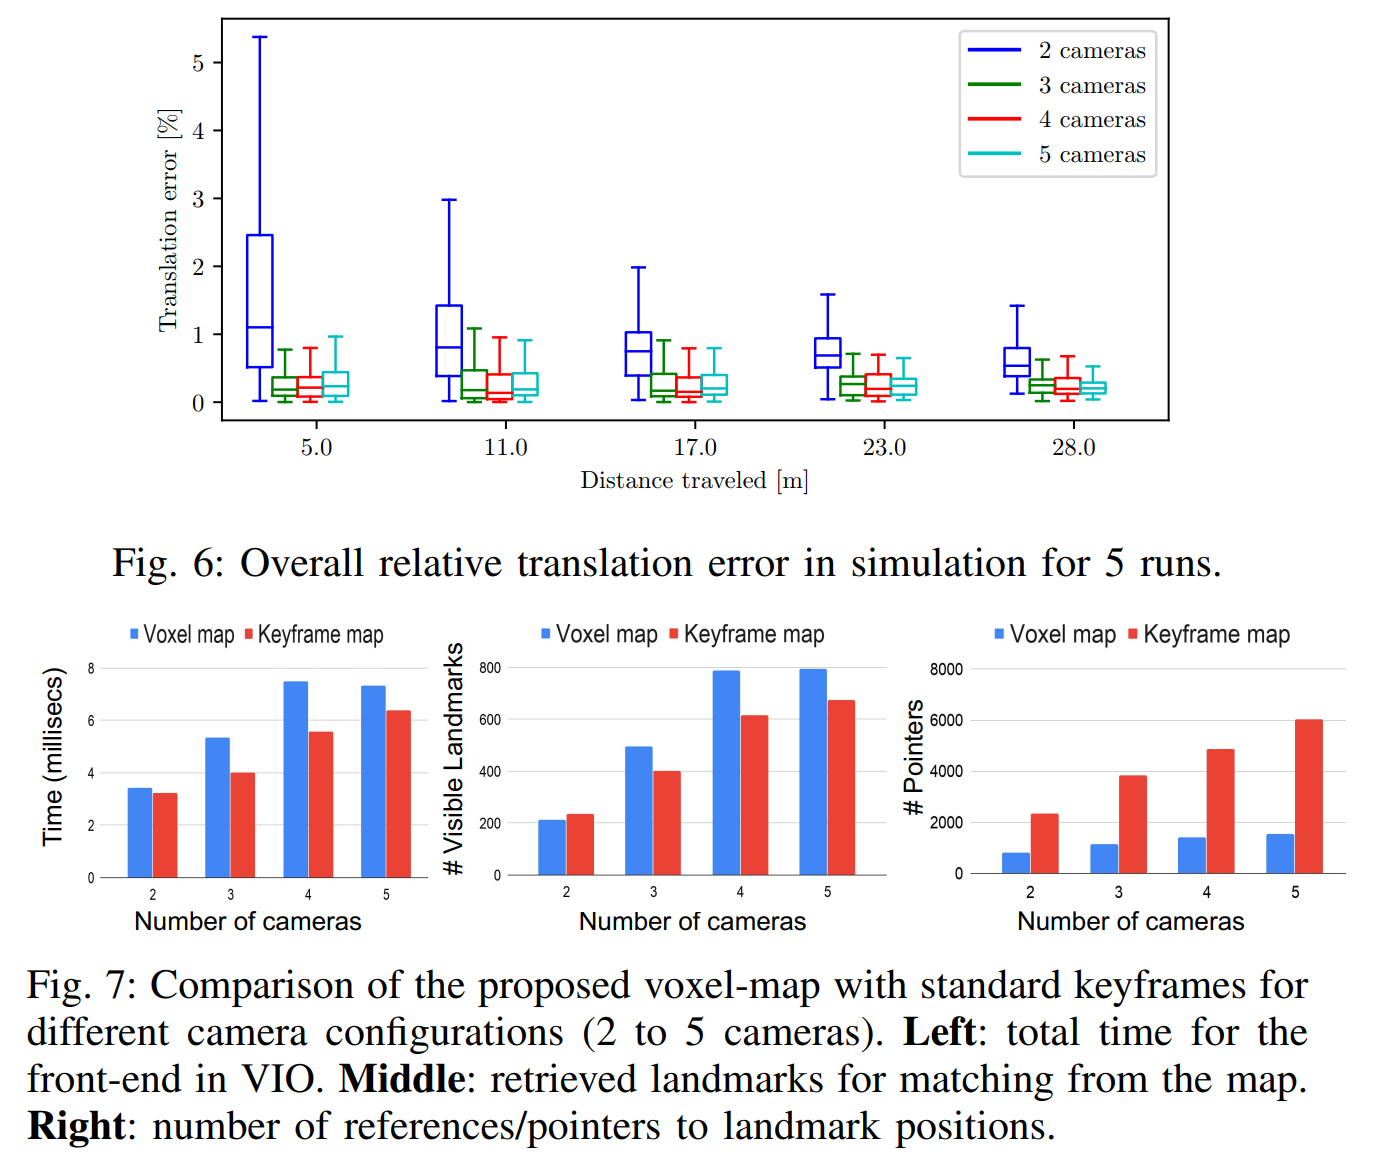 Translation error [%]
5
4
3
2
1
0
2 cameras
3 cameras
4 cameras
5 cameras
5.0 11.0 17.0 23.0 28.0
Distance traveled [m]
Fig. 6: Overall relative translation error in simulation for 5 runs.
Voxel map Keyframe map
Time (millisecs)
8
6
4
2
0
2 3 4 5
Number of cameras
Voxel map Keyframe map
# Visible Landmarks
800
600
400
200
0
2 3 4 5
Number of cameras
Voxel map Keyframe map
# Pointers
8000
6000
4000
2000
0
2 3 4 5
Number of cameras
Fig. 7: Comparison of the proposed voxel-map with standard keyframes for
different camera configurations (2 to 5 cameras). Left: total time for the
front-end in VIO. Middle: retrieved landmarks for matching from the map.
Right: number of references/pointers to landmark positions.